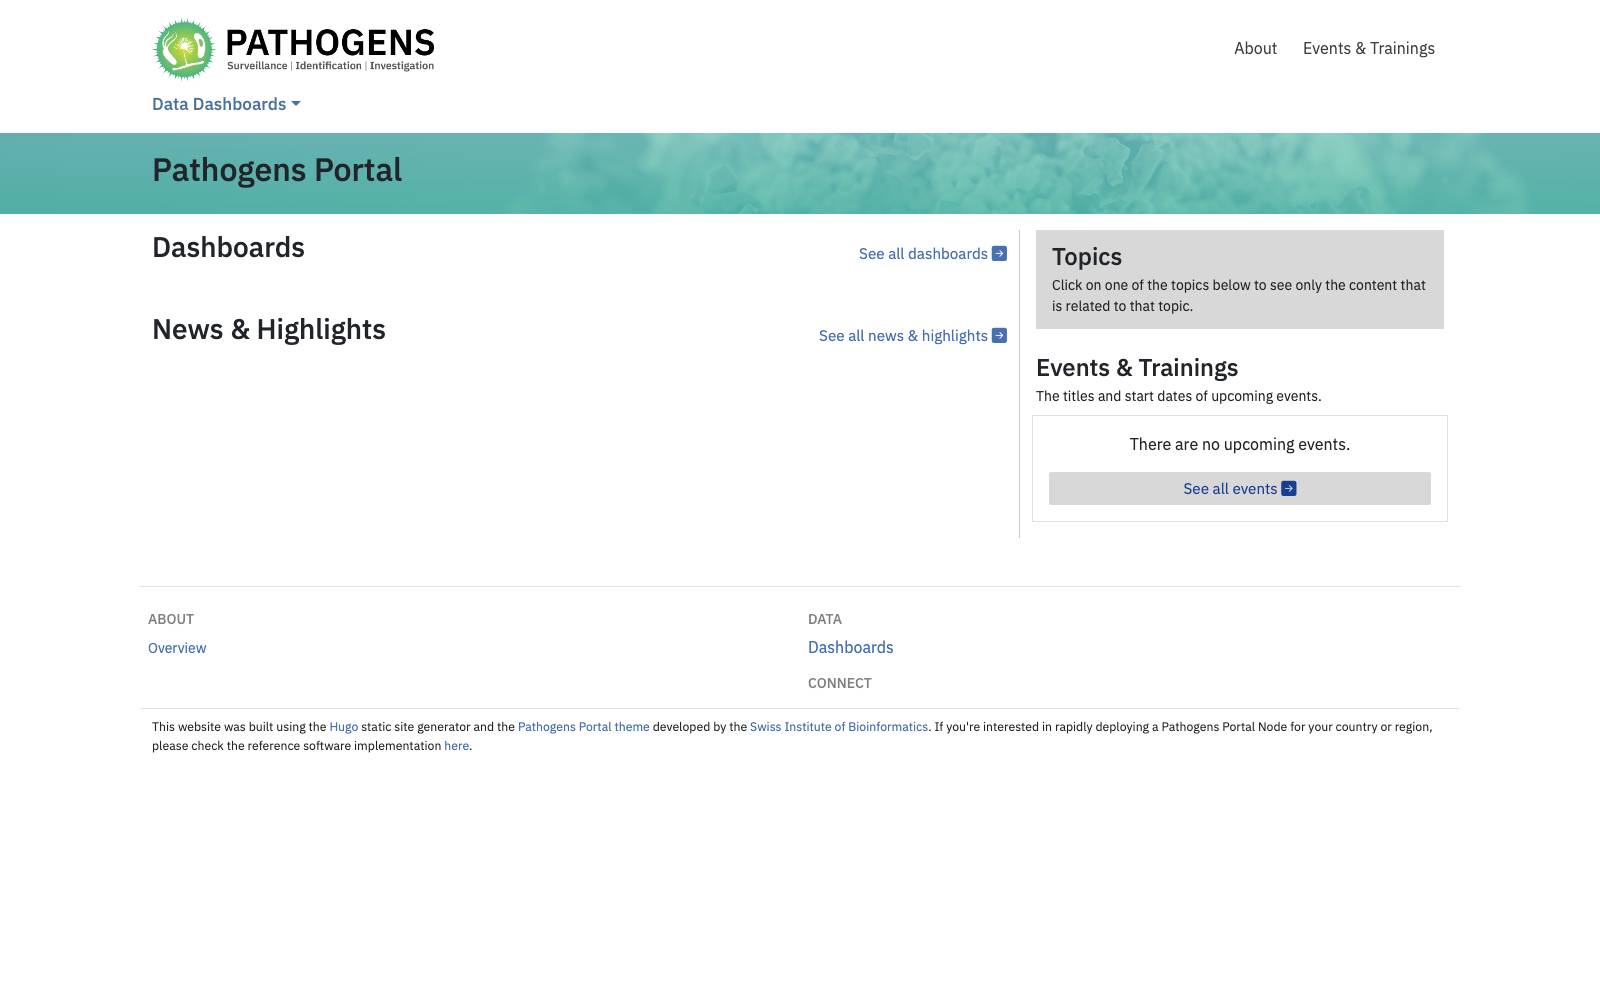 PATHOGENS
Surveillance | Identification | Investigation
About
Events & Trainings
Data Dashboards
Pathogens Portal
Dashboards
See all dashboards
News & Highlights
See all news & highlights
Topics
Click on one of the topics below to see only the content that
is related to that topic.
Events & Trainings
The titles and start dates of upcoming events.
There are no upcoming events.
See all events
ABOUT
Overview
DATA
Dashboards
CONNECT
This website was built using the Hugo static site generator and the Pathogens Portal theme developed by the Swiss Institute of Bioinformatics. If you're interested in rapidly deploying a Pathogens Portal Node for your country or region,
please check the reference software implementation here.